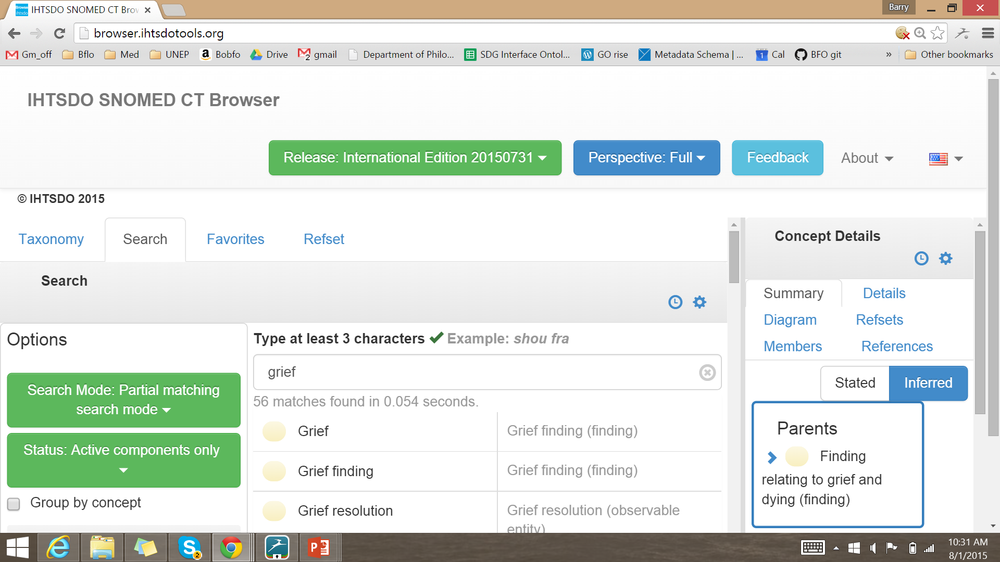 IHTSDO SNOMED CT Brow
Barry
browser.ihtsdotools.org
Gm_off Bflo Med UNEP Bobfo Drive gmail Department of Philo... SDG Interface Ontol... GO rise Metadata Schema | ... Cal BFO git » Other bookmarks
IHTSDO SNOMED CT Browser
Release: International Edition 20150731 Perspective: Full Feedback About
© IHTSDO 2015
Taxonomy Search Favorites Refset
Search
Options
Search Mode: Partial matching
search mode
Status: Active components only
Group by concept
Type at least 3 characters Example: shou fra
grief
56 matches found in 0.054 seconds.
Grief Grief finding (finding)
Grief finding Grief finding (finding)
Grief resolution Grief resolution (observable
entity)
Concept Details
Summary Details
Diagram Refsets
Members References
Stated Inferred
Parents
Finding
relating to grief and
dying (finding)
10:31 AM
8/1/2015